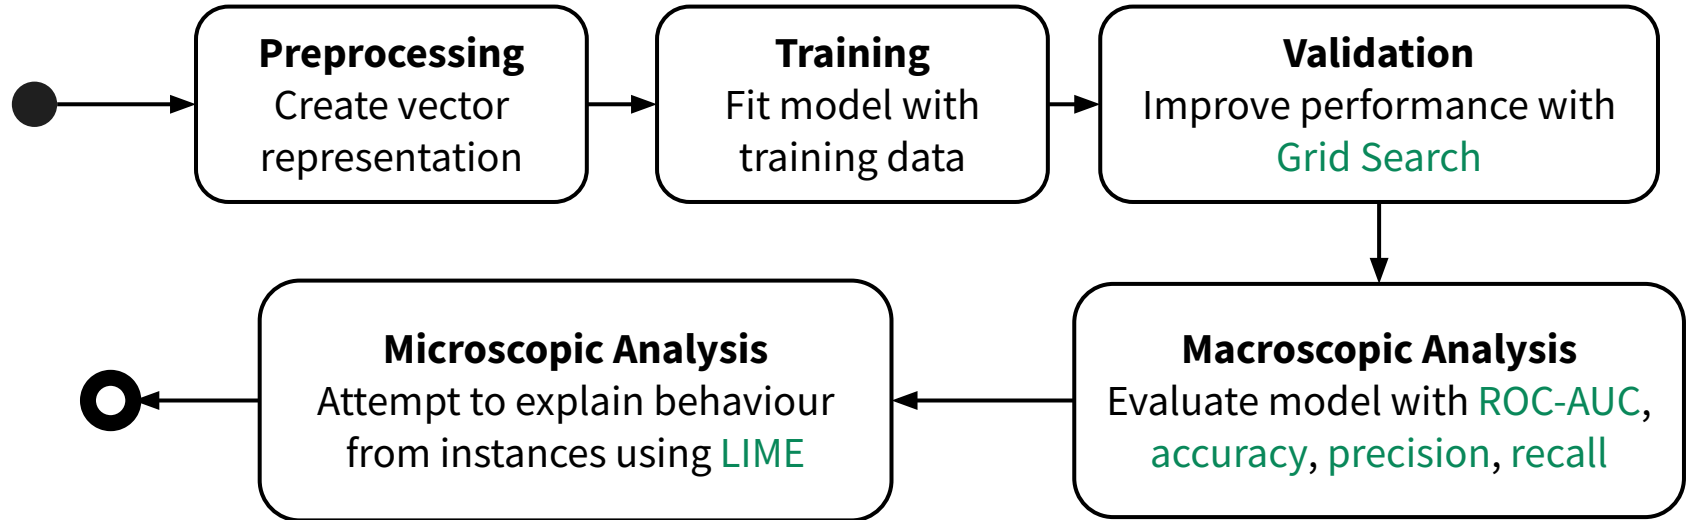 Preprocessing
Create vector
representation
Training
Fit model with
training data
Validation
Improve performance with
Grid Search
Macroscopic Analysis
Evaluate model with ROC-AUC,
accuracy, precision, recall
Microscopic Analysis
Attempt to explain behaviour
from instances using LIME